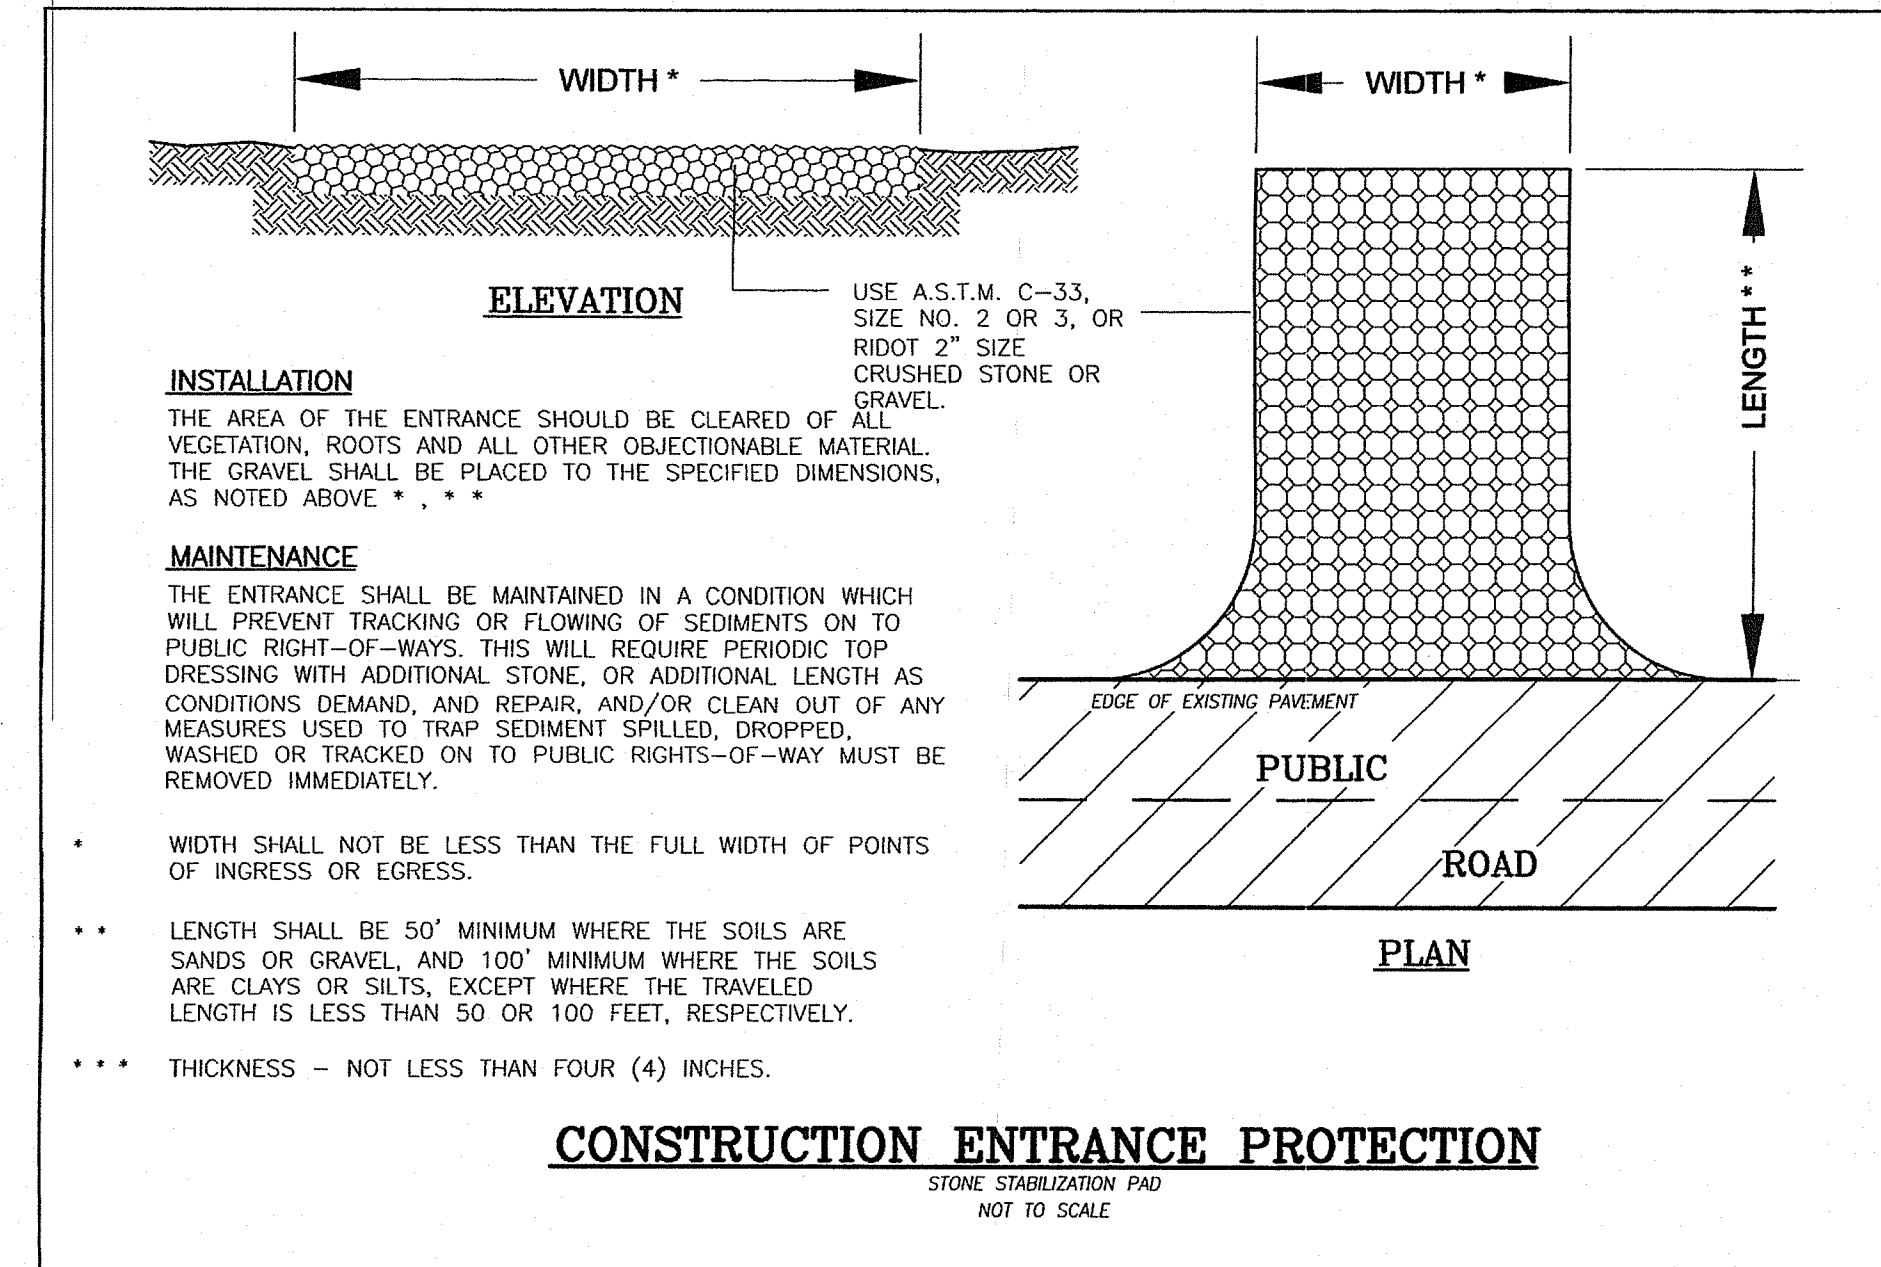 WIDTH *
WIDTH *
ELEVATION
USE A.S.T.M. C-33,
SIZE NO. 2 OR 3, OR
RIDOT 2" SIZE
CRUSHED STONE OR
GRAVEL.
LENGTH * *
INSTALLATION
THE AREA OF THE ENTRANCE SHOULD BE CLEARED OF ALL
VEGETATION, ROOTS AND ALL OTHER OBJECTIONABLE MATERIAL.
THE GRAVEL SHALL BE PLACED TO THE SPECIFIED DIMENSIONS,
AS NOTED ABOVE * , * *
MAINTENANCE
THE ENTRANCE SHALL BE MAINTAINED IN A CONDITION WHICH
WILL PREVENT TRACKING OR FLOWING OF SEDIMENTS ON TO
PUBLIC RIGHT-OF-WAYS. THIS WILL REQUIRE PERIODIC TOP
DRESSING WITH ADDITIONAL STONE, OR ADDITIONAL LENGTH AS
CONDITIONS DEMAND, AND REPAIR, AND/OR CLEAN OUT OF ANY
MEASURES USED TO TRAP SEDIMENT SPILLED, DROPPED,
WASHED OR TRACKED ON TO PUBLIC RIGHTS-OF-WAY MUST BE
REMOVED IMMEDIATELY.
* WIDTH SHALL NOT BE LESS THAN THE FULL WIDTH OF POINTS
OF INGRESS OR EGRESS.
* * LENGTH SHALL BE 50' MINIMUM WHERE THE SOILS ARE
SANDS OR GRAVEL, AND 100' MINIMUM WHERE THE SOILS
ARE CLAYS OR SILTS, EXCEPT WHERE THE TRAVELED
LENGTH IS LESS THAN 50 OR 100 FEET, RESPECTIVELY.
* * * THICKNESS - NOT LESS THAN FOUR (4) INCHES.
EDGE OF EXISTING PAVEMENT
PUBLIC
ROAD
PLAN
CONSTRUCTION ENTRANCE PROTECTION
STONE STABILIZATION PAD
NOT TO SCALE